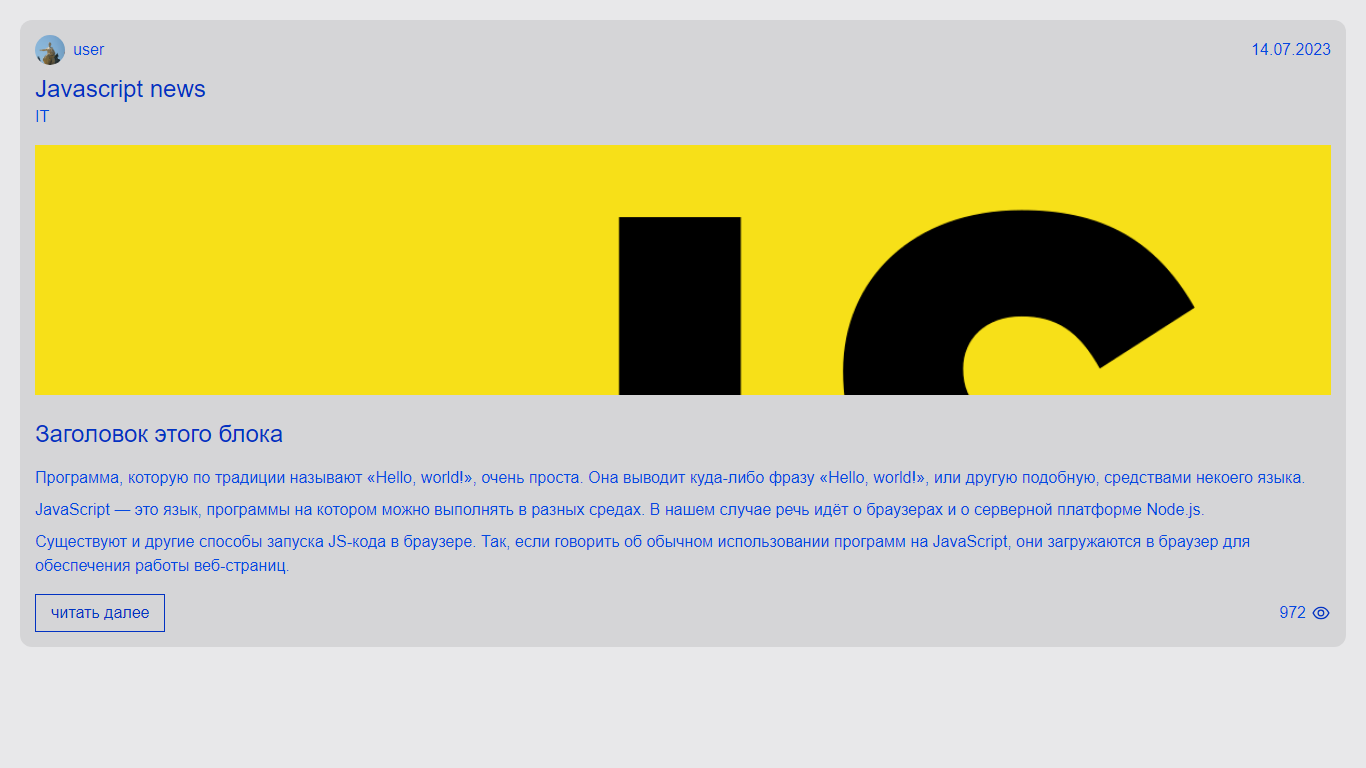 user
14.07.2023
Javascript news
IT
JS
Заголовок этого блока
Программа, которую по традиции называют «Hello, world!», очень проста. Она выводит куда-либо фразу «Hello, world!», или другую подобную, средствами некоего языка.
JavaScript — это язык, программы на котором можно выполнять в разных средах. В нашем случае речь идёт о браузерах и о серверной платформе Node.js.
Существуют и другие способы запуска JS-кода в браузере. Так, если говорить об обычном использовании программ на JavaScript, они загружаются в браузер для
обеспечения работы веб-страниц.
читать далее
972